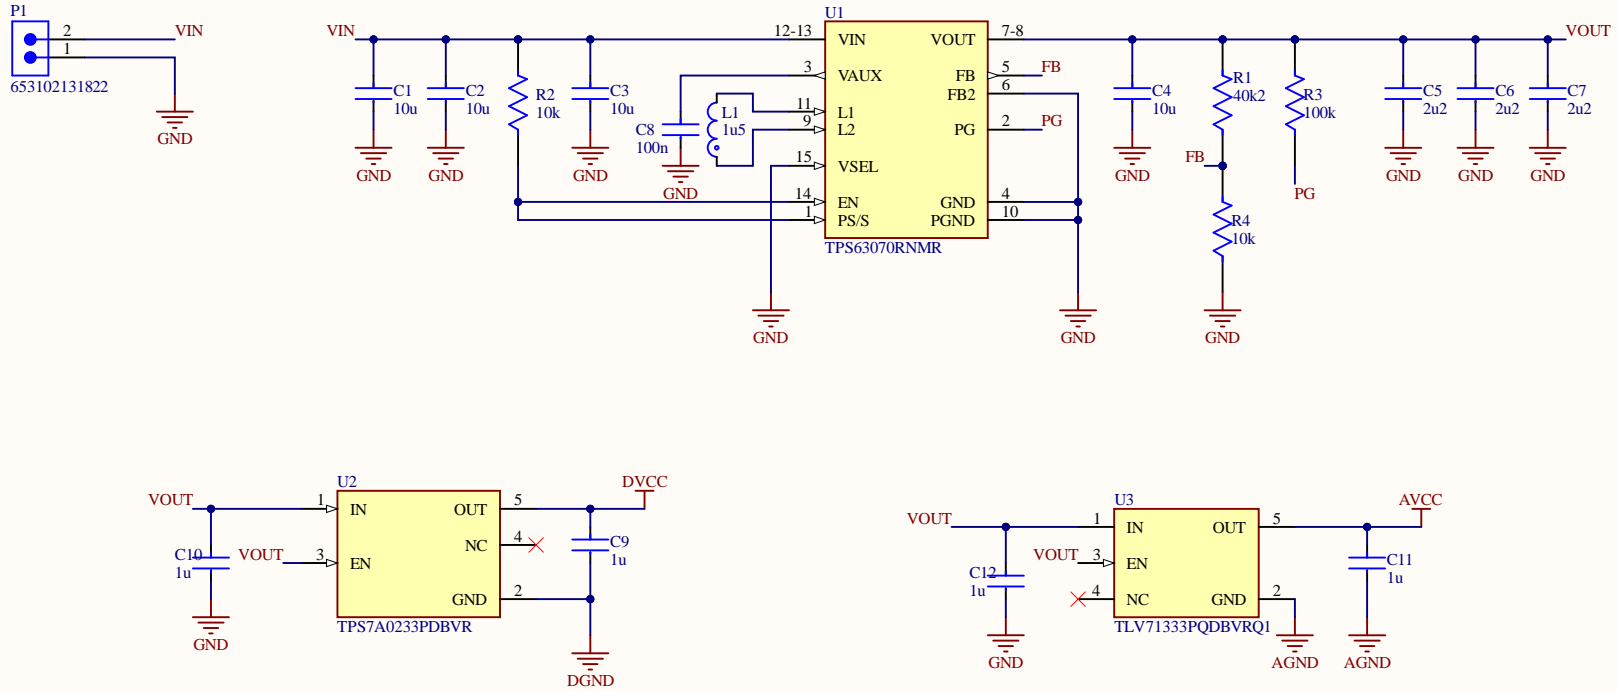 P1
2
VIN
1
653102131822
GND
VIN
C1
10u
GND
C2
10u
GND
R2
10k
C3
10u
GND
C8
100n
GND
L1
1u5
GND
U1
12-13
VIN
VOUT
7-8
3
VAUX
FB
5
FB
FB2
6
11
L1
9
L2
PG
2
PG
15
VSEL
14
EN
GND
4
1
PS/S
PGND
10
TPS63070RNMR
GND
C4
10u
GND
R1
40k2
FB
R4
10k
GND
R3
100k
PG
C5
2u2
GND
C6
2u2
GND
C7
2u2
GND
VOUT
U2
VOUT
1
IN
OUT
5
DVCC
NC
4
C10
1u
VOUT
3
EN
C9
1u
GND
2
TPS7A0233PDBVR
GND
DGND
U3
VOUT
1
IN
OUT
5
AVCC
VOUT
3
EN
C12
1u
4
NC
GND
2
C11
1u
TLV71333PQDBVRQ1
GND
AGND
AGND